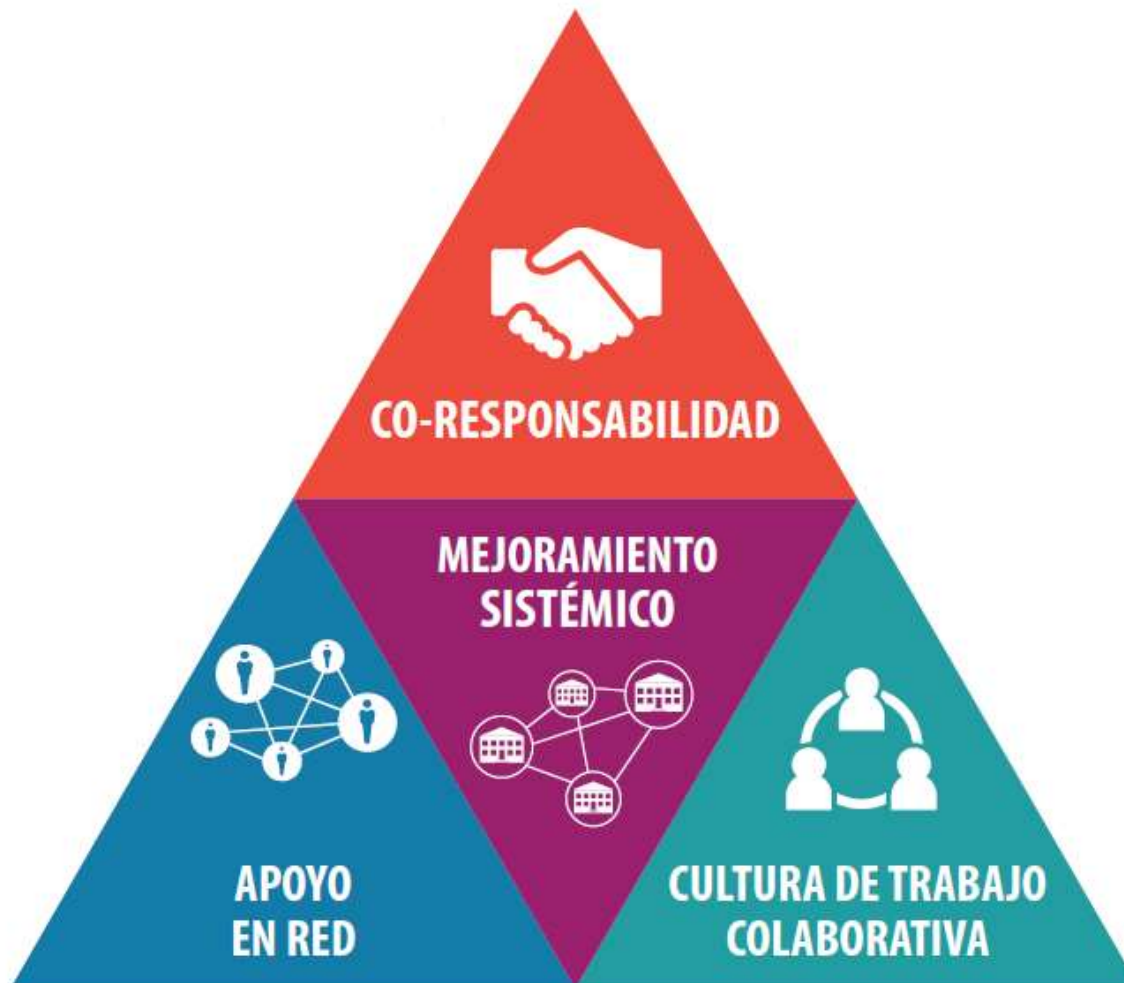 CO-RESPONSABILIDAD
MEJORAMIENTO
SISTÉMICO
APOYO
EN RED
CULTURA DE TRABAJO
COLABORATIVA